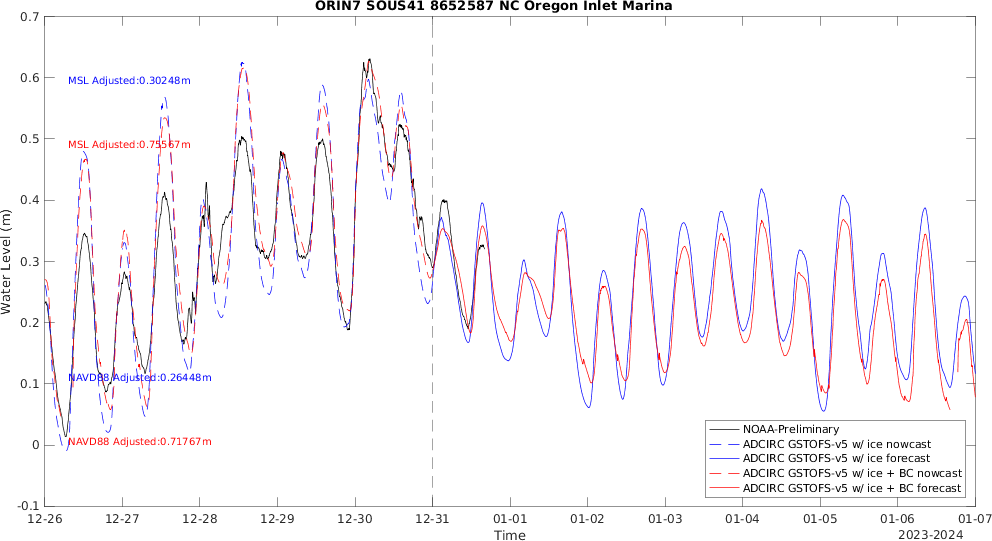 ORIN7 SOUS41 8652587 NC Oregon Inlet Marina
Water Level (m)
0.7
0.6
0.5
0.4
0.3
0.2
0.1
0
-0.1
MSL Adjusted:0.30248m
MSL Adjusted:0.75567m
NAVD88 Adjusted:0.26448m
NAVD88 Adjusted:0.71767m
NOAA-Preliminary
ADCIRC GSTOFS-v5 w/ ice nowcast
ADCIRC GSTOFS-v5 w/ ice forecast
ADCIRC GSTOFS-v5 w/ ice + BC nowcast
ADCIRC GSTOFS-v5 w/ ice + BC forecast
12-26 12-27 12-28 12-29 12-30 12-31 01-01 01-02 01-03 01-04 01-05 01-06 01-07
Time
2023-2024